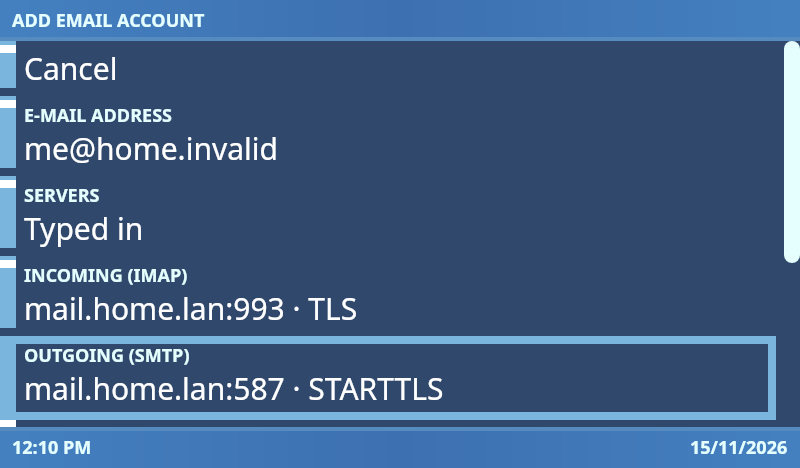 ADD EMAIL ACCOUNT
Cancel
E-MAIL ADDRESS
me@home.invalid
SERVERS
Typed in
INCOMING (IMAP)
mail.home.lan:993 · TLS
OUTGOING (SMTP)
mail.home.lan:587 · STARTTLS
12:10 PM
15/11/2026